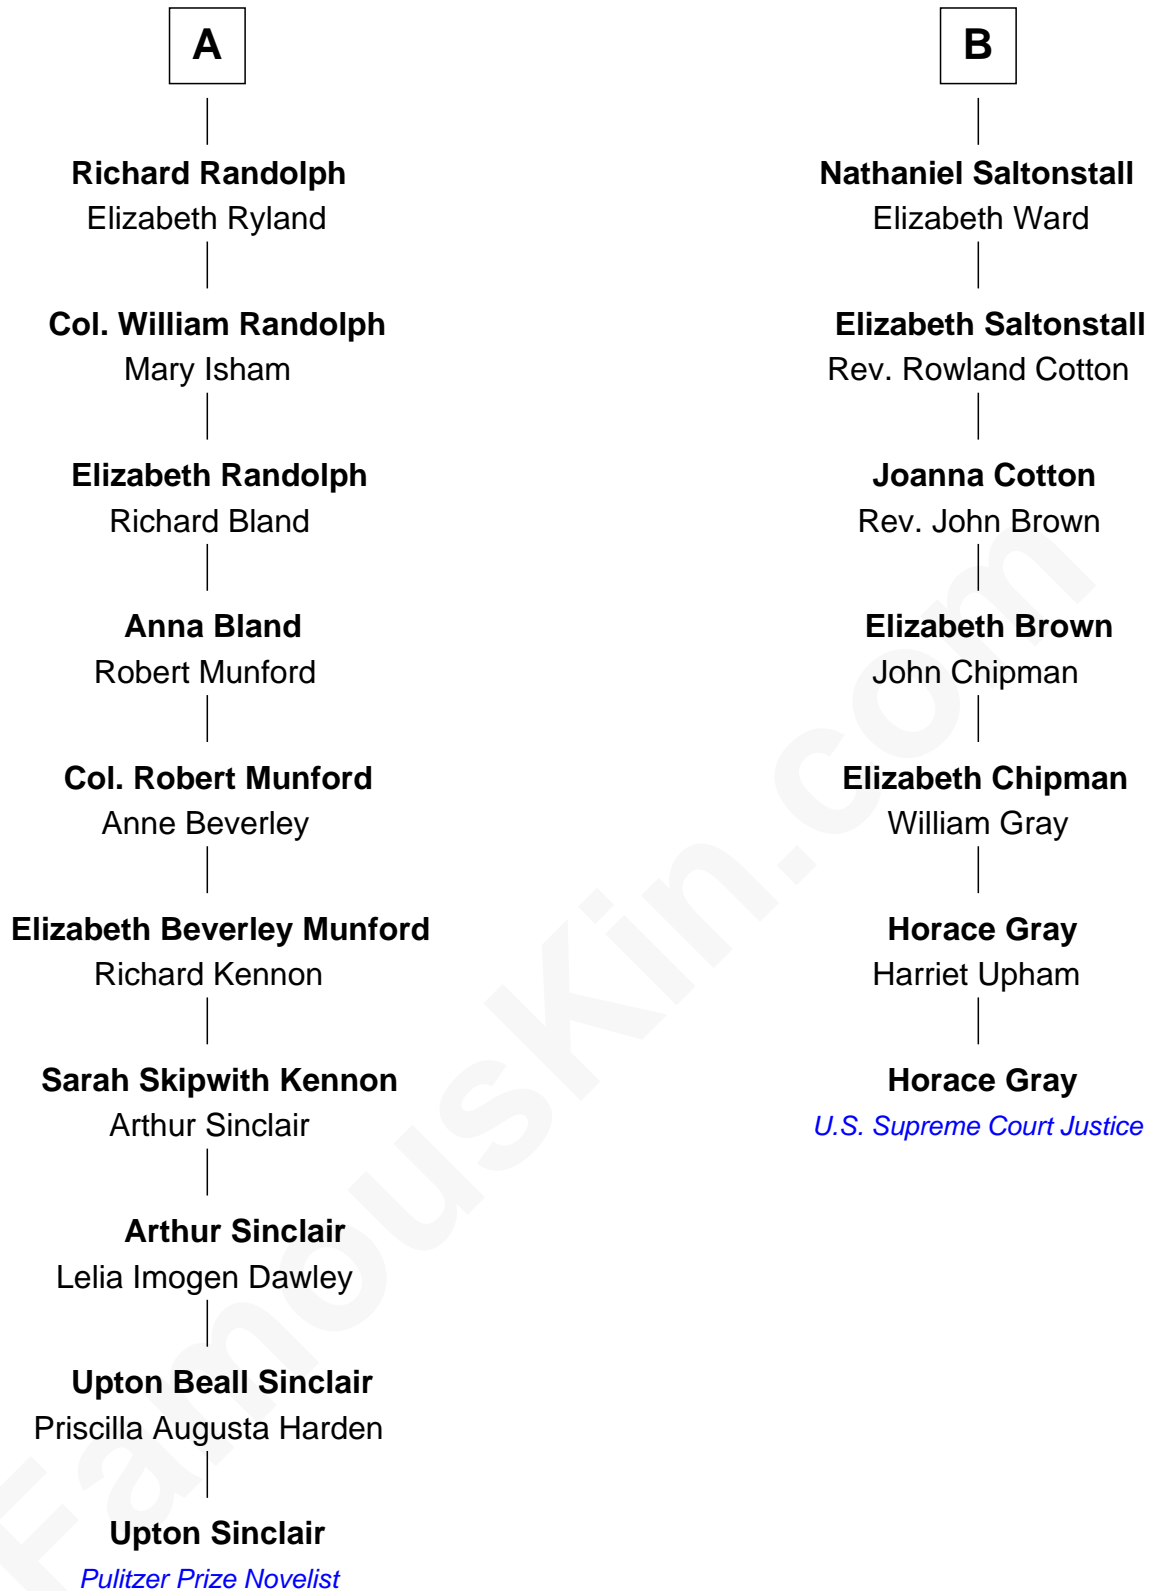 A
Richard Randolph
Elizabeth Ryland
Col. William Randolph
Mary Isham
Elizabeth Randolph
Richard Bland
Anna Bland
Robert Munford
Col. Robert Munford
Anne Beverley
Elizabeth Beverley Munford
Richard Kennon
Sarah Skipwith Kennon
Arthur Sinclair
Arthur Sinclair
Lelia Imogen Dawley
Upton Beall Sinclair
Priscilla Augusta Harden
Upton Sinclair
Pulitzer Prize Novelist
B
Nathaniel Saltonstall
Elizabeth Ward
Elizabeth Saltonstall
Rev. Rowland Cotton
Joanna Cotton
Rev. John Brown
Elizabeth Brown
John Chipman
Elizabeth Chipman
William Gray
Horace Gray
Harriet Upham
Horace Gray
U.S. Supreme Court Justice
FamousKin.com